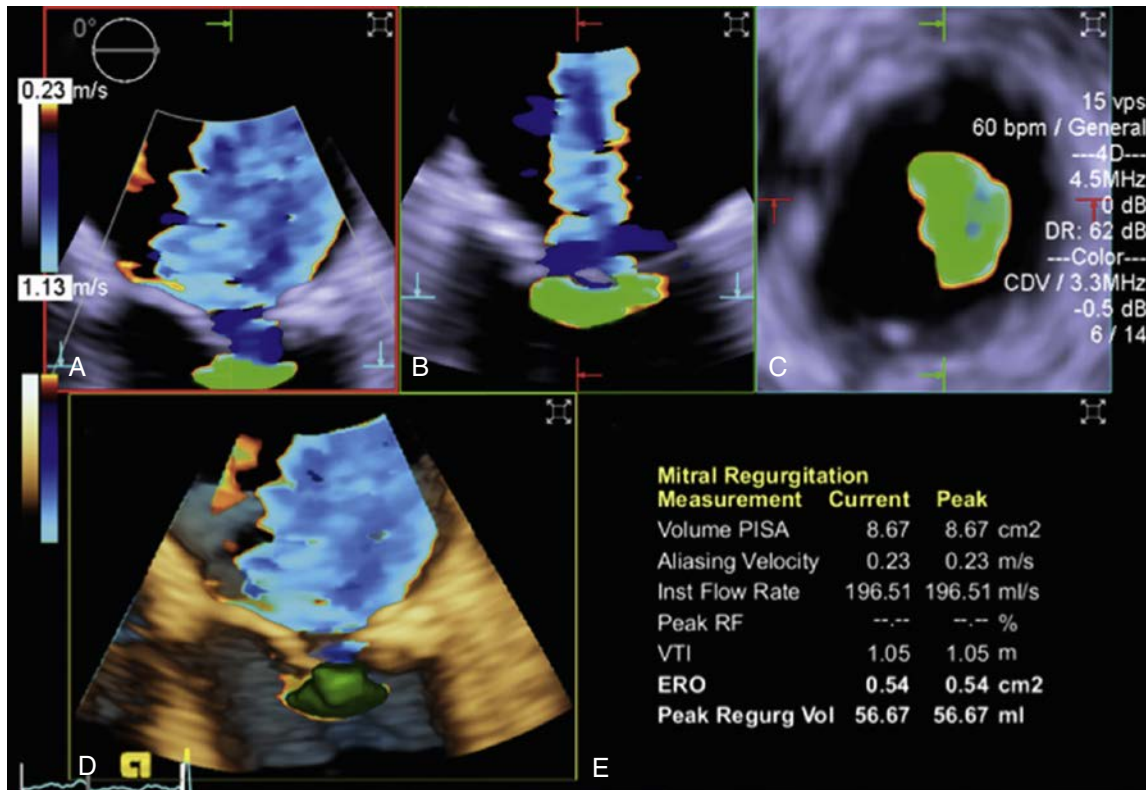 0°
0.23 m/s
1.13 m/s
A
B
C
15 vps
60 bpm / General
---4D---
4.5MHz
0 dB
DR: 62 dB
---Color---
CDV / 3.3MHz
-0.5 dB
6 / 14
D
E
Mitral Regurgitation
Measurement Current Peak
Volume PISA 8.67 8.67 cm2
Aliasing Velocity 0.23 0.23 m/s
Inst Flow Rate 196.51 196.51 ml/s
Peak RF --.-- --.-- %
VTI 1.05 1.05 m
ERO 0.54 0.54 cm2
Peak Regurg Vol 56.67 56.67 ml